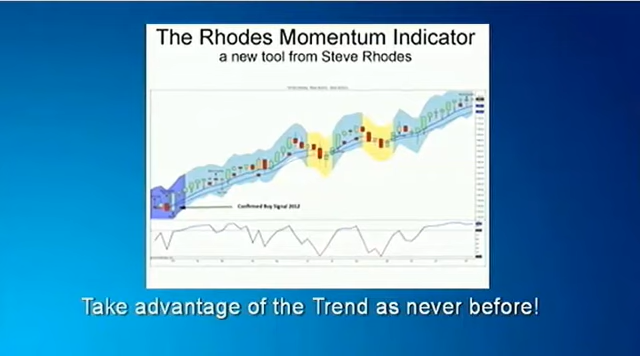 The Rhodes Momentum Indicator
a new tool from Steve Rhodes
Confirmed Buy Signal 2012
Take advantage of the Trend as never before!